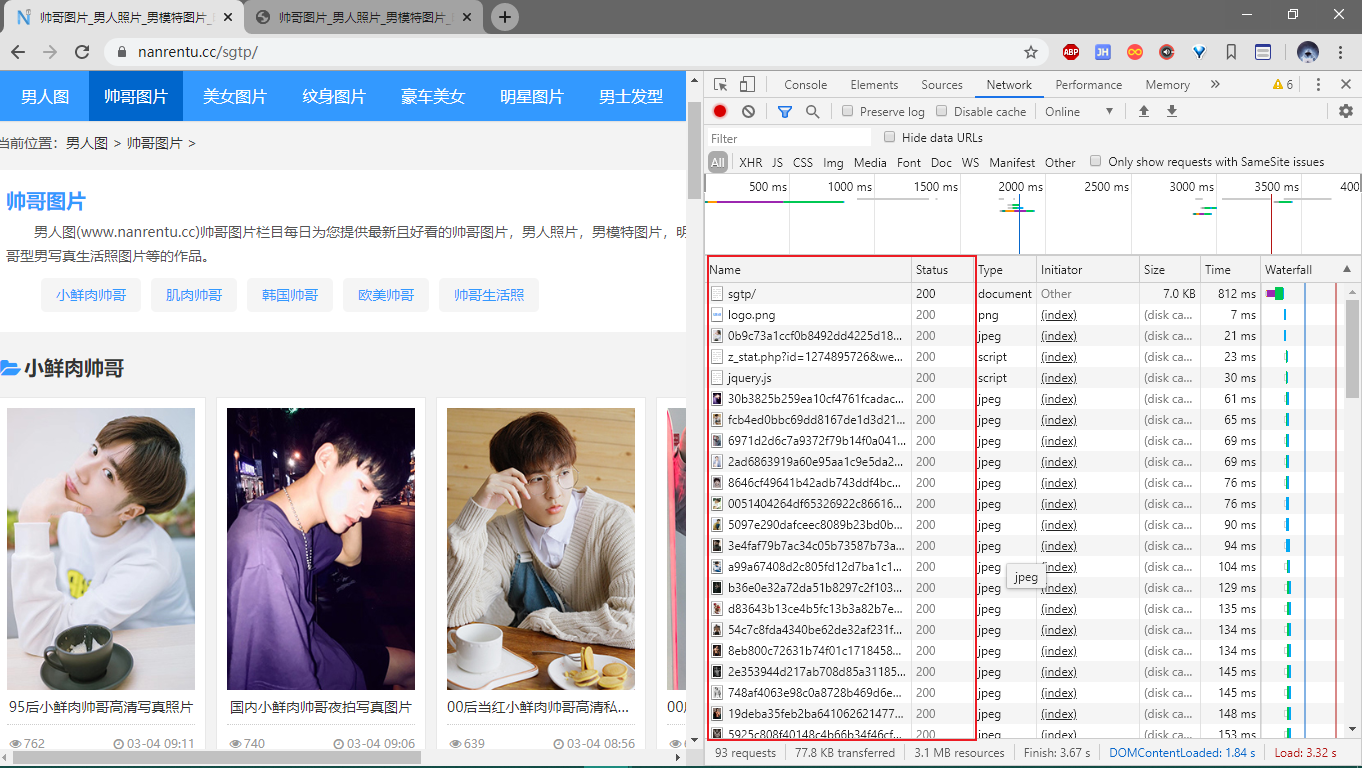 帅哥图片_男人照片_男模特图片_
帅哥图片_男人照片_男模特图片_
nanrentu.cc/sgtp/
ABP
JH
男人图 帅哥图片 美女图片 纹身图片 豪车美女 明星图片 男士发型
当前位置：男人图 > 帅哥图片 >
帅哥图片
男人图(www.nanrentu.cc)帅哥图片栏目每日为您提供最新且好看的帅哥图片，男人照片，男模特图片，明
哥型男写真生活照图片等的作品。
小鲜肉帅哥 肌肉帅哥 韩国帅哥 欧美帅哥 帅哥生活照
小鲜肉帅哥
95后小鲜肉帅哥高清写真照片
国内小鲜肉帅哥夜拍写真图片
00后当红小鲜肉帅哥高清私...
00
762 03-04 09:11
740 03-04 09:06
639 03-04 08:56
Console Elements Sources Network Performance Memory » 6
Preserve log Disable cache Online
Filter Hide data URLs
All XHR JS CSS Img Media Font Doc WS Manifest Other Only show requests with SameSite issues
500 ms 1000 ms 1500 ms 2000 ms 2500 ms 3000 ms 3500 ms 400
Name Status Type Initiator Size Time Waterfall
sgtp/ 200 document Other 7.0 KB 812 ms
logo.png 200 png (index) (disk ca... 7 ms
0b9c73a1ccf0b8492dd4225d18... 200 jpeg (index) (disk ca... 21 ms
z_stat.php?id=1274895726&we... 200 script (index) (disk ca... 23 ms
jquery.js 200 script (index) (disk ca... 30 ms
30b3825b259ea10cf4761fcadac... 200 jpeg (index) (disk ca... 61 ms
fcb4ed0bbc69dd8167de1d3d21... 200 jpeg (index) (disk ca... 65 ms
6971d2d6c7a9372f79b14f0a041... 200 jpeg (index) (disk ca... 69 ms
2ad6863919a60e95aa1c9e5da2... 200 jpeg (index) (disk ca... 69 ms
8646cf49641b42adb743ddf4bc... 200 jpeg (index) (disk ca... 76 ms
0051404264df65326922c86616... 200 jpeg (index) (disk ca... 76 ms
5097e290dafceec8089b23bd0b... 200 jpeg (index) (disk ca... 90 ms
3e4faf79b7ac34c05b73587b73a... 200 jpeg (index) (disk ca... 94 ms
a99a67408d2c805fd12d7ba1c1... 200 jpeg (index) (disk ca... 104 ms
jpeg
b36e0e32a72da51b8297c2f103... 200 jpeg (index) (disk ca... 129 ms
d83643b13ce4b5fc13b3a82b7e... 200 jpeg (index) (disk ca... 135 ms
54c7c8fda4340be62de32af231f... 200 jpeg (index) (disk ca... 134 ms
8eb800c72631b74f01c1718458... 200 jpeg (index) (disk ca... 134 ms
2e353944d217ab708d85a31185... 200 jpeg (index) (disk ca... 145 ms
748af4063e98c0a8728b469d6e... 200 jpeg (index) (disk ca... 145 ms
19deba35feb2ba641062621477... 200 jpeg (index) (disk ca... 148 ms
5925c808f40148c4b66b34f46cf... 200 jpeg (index) (disk ca... 153 ms
93 requests 77.8 KB transferred 3.1 MB resources Finish: 3.67 s DOMContentLoaded: 1.84 s Load: 3.32 s